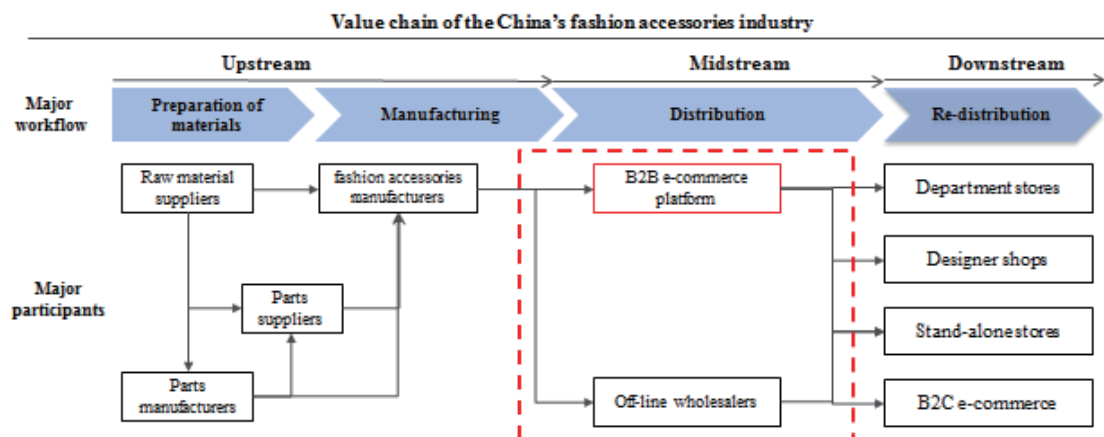 Value chain of the China's fashion accessories industry
Upstream
Midstream
Downstream
Major
workflow
Preparation of
materials
Manufacturing
Distribution
Re-distribution
Raw material
suppliers
fashion accessories
manufacturers
B2B e-commerce
platform
Department stores
Designer shops
Major
participants
Parts
suppliers
Stand-alone stores
Parts
manufacturers
Off-line wholesalers
B2C e-commerce